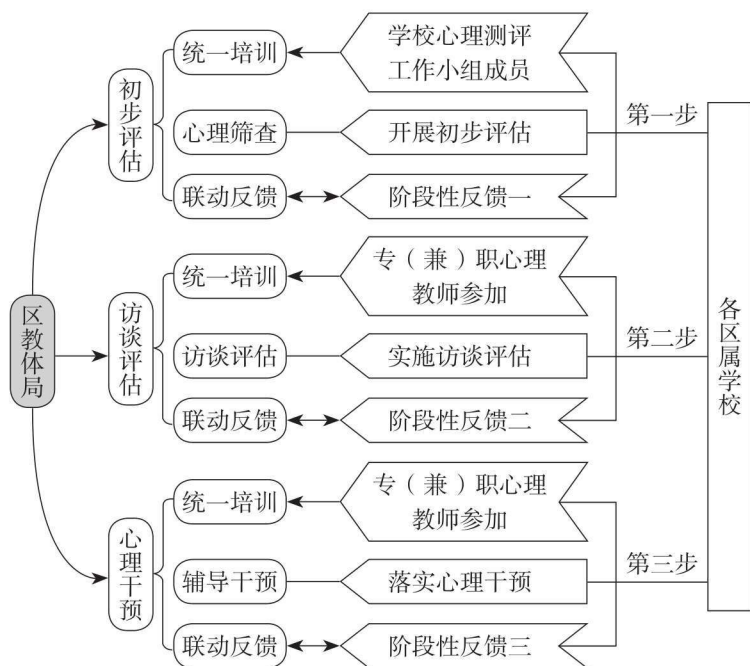 区教体局
初步评估
统一培训
学校心理测评
工作小组成员
心理筛查
开展初步评估
联动反馈
阶段性反馈一
第一步
访谈评估
统一培训
专（兼）职心理
教师参加
访谈评估
实施访谈评估
联动反馈
阶段性反馈二
第二步
心理干预
统一培训
专（兼）职心理
教师参加
辅导干预
落实心理干预
联动反馈
阶段性反馈三
第三步
各区属学校